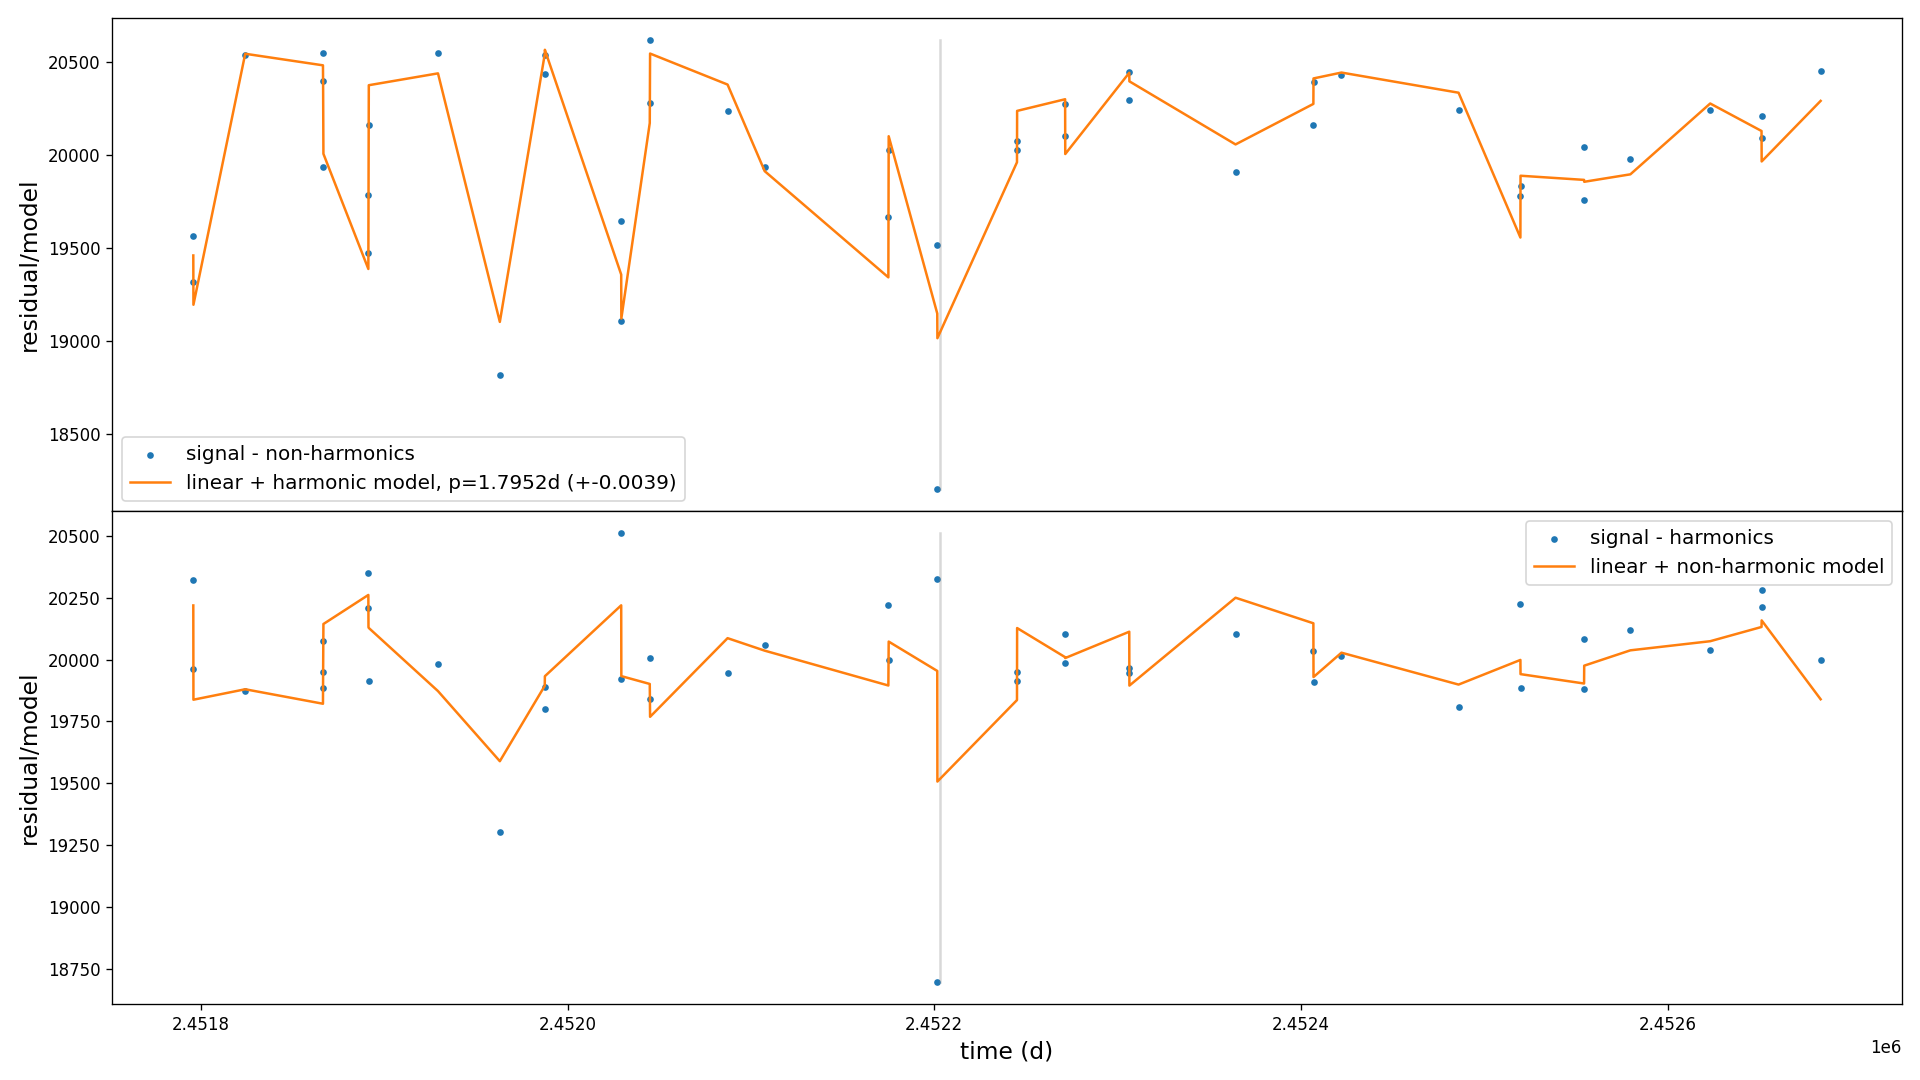 20500
20000
19500
19000
18500
residual/model
signal - non-harmonics
linear + harmonic model, p=1.7952d (+-0.0039)
20500
20250
20000
19750
19500
19250
19000
18750
residual/model
signal - harmonics
linear + non-harmonic model
2.4518
2.4520
2.4522
2.4524
2.4526
1e6
time (d)